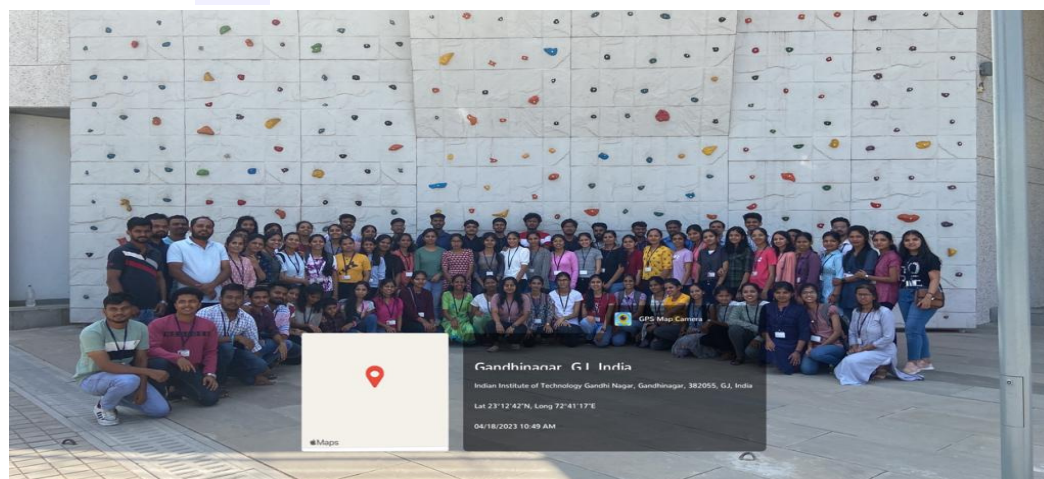 GPS Map Camera
Gandhinagar, GJ, India
Indian Institute of Technology Gandhi Nagar, Gandhinagar, 382055, GJ, India
Lat 23°12'42"N, Long 72°41'17"E
04/18/2023 10:49 AM
Maps